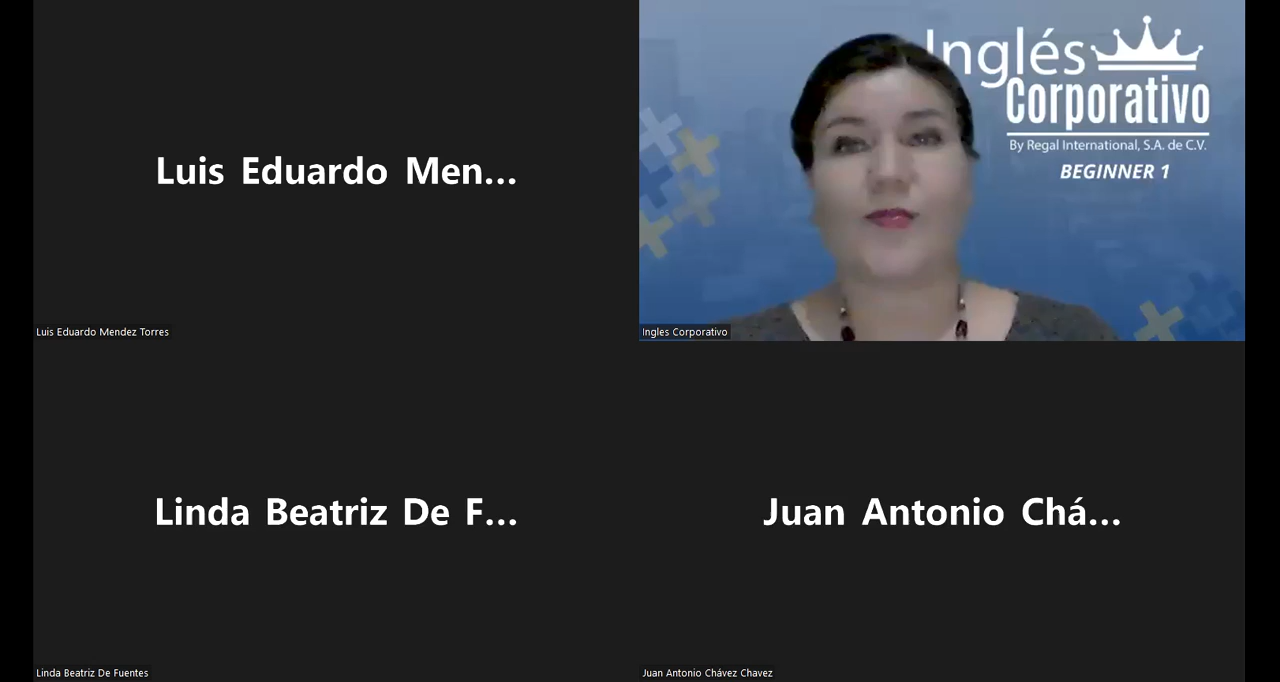 Luis Eduardo Men...
Luis Eduardo Mendez Torres
Inglés
Corporativo
By Regal International, S.A. de C.V.
BEGINNER 1
Ingles Corporativo
Linda Beatriz De F...
Linda Beatriz De Fuentes
Juan Antonio Chá...
Juan Antonio Chávez Chavez